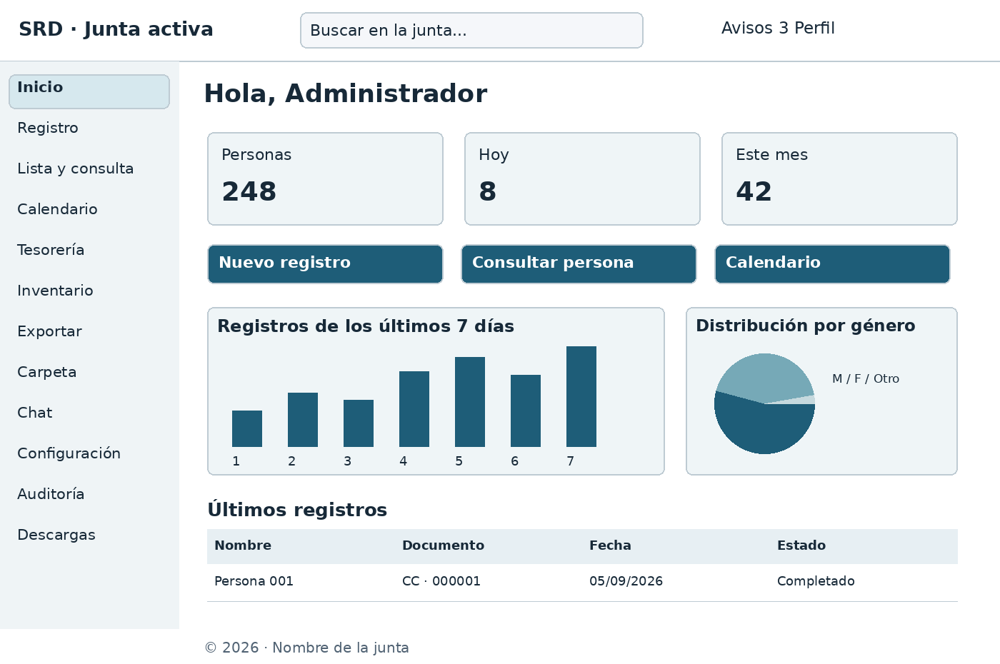 SRD · Junta activa
Buscar en la junta...
Avisos 3 Perfil
Inicio
Registro
Lista y consulta
Calendario
Tesorería
Inventario
Exportar
Carpeta
Chat
Configuración
Auditoría
Descargas
Hola, Administrador
Personas
248
Hoy
8
Este mes
42
Nuevo registro
Consultar persona
Calendario
Registros de los últimos 7 días
1 2 3 4 5 6 7
Distribución por género
M / F / Otro
Últimos registros
Nombre Documento Fecha Estado
Persona 001 CC · 000001 05/09/2026 Completado
© 2026 · Nombre de la junta